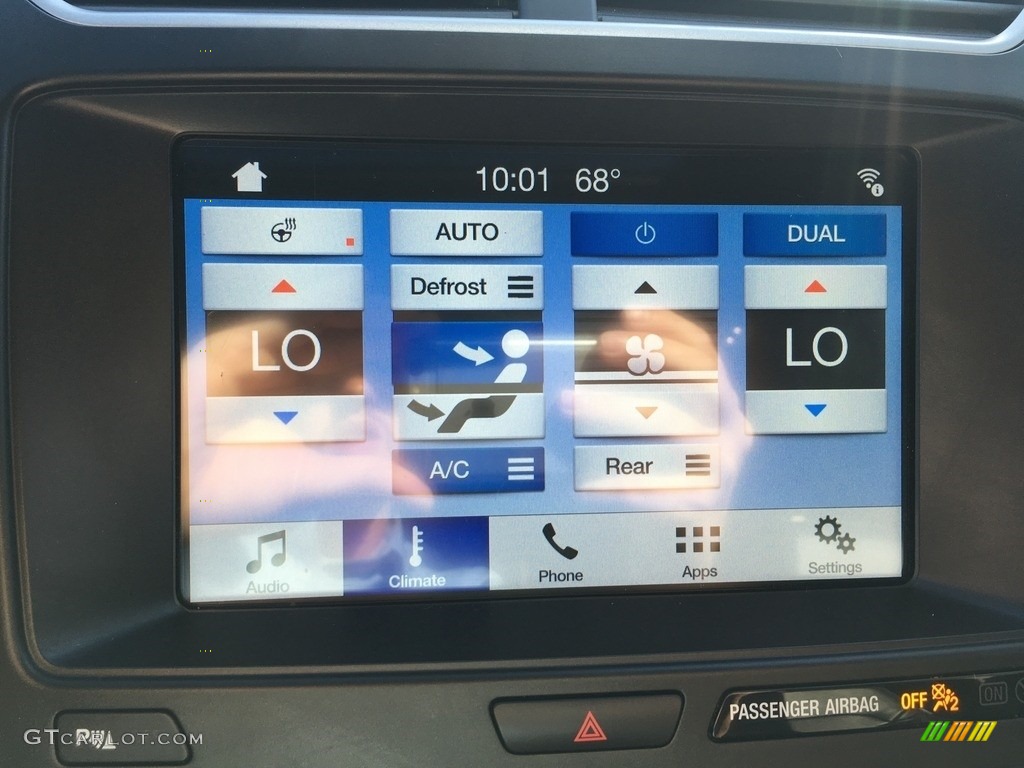 10:01 68°
AUTO
DUAL
Defrost
LO
LO
A/C
Rear
Audio
Climate
Phone
Apps
Settings
PASSENGER AIRBAG OFF 2 ON
GTCARLOT.COM